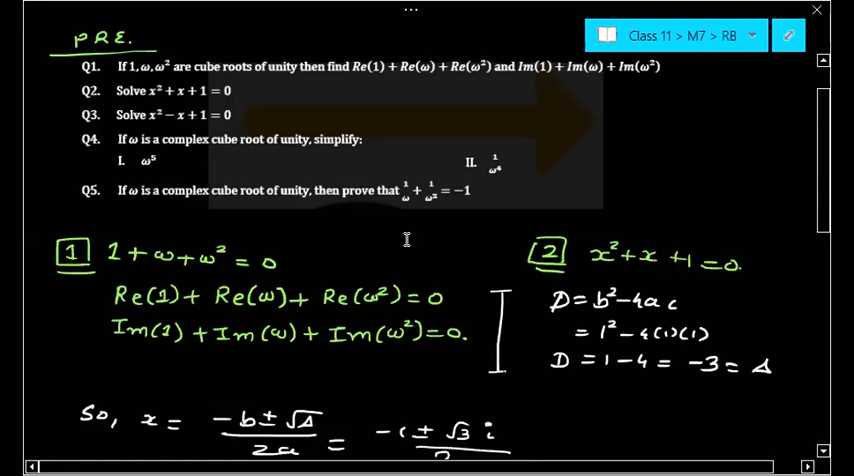 PRE.
Class 11 > M7 > RB
Q1. If 1, ω, ω² are cube roots of unity then find Re(1) + Re(ω) + Re(ω²) and Im(1) + Im(ω) + Im(ω²)
Q2. Solve x² + x + 1 = 0
Q3. Solve x² − x + 1 = 0
Q4. If ω is a complex cube root of unity, simplify:
I. ω⁵ II. 1/ω⁴
Q5. If ω is a complex cube root of unity, then prove that 1/ω + 1/ω² = −1
1 1 + ω + ω² = 0
Re(1) + Re(ω) + Re(ω²) = 0
Im(1) + Im(ω) + Im(ω²) = 0.
2 x² + x + 1 = 0.
D = b² − 4ac
= 1² − 4(1)(1)
D = 1 − 4 = −3 = Δ
So, x = (−b ± √Δ)/2a = (−1 ± √3 i)/2